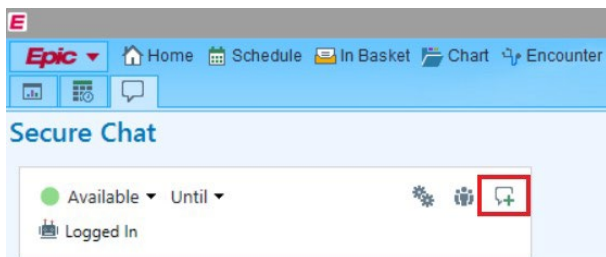 E
Epic Home Schedule In Basket Chart Encounter
Secure Chat
Available Until
Logged In